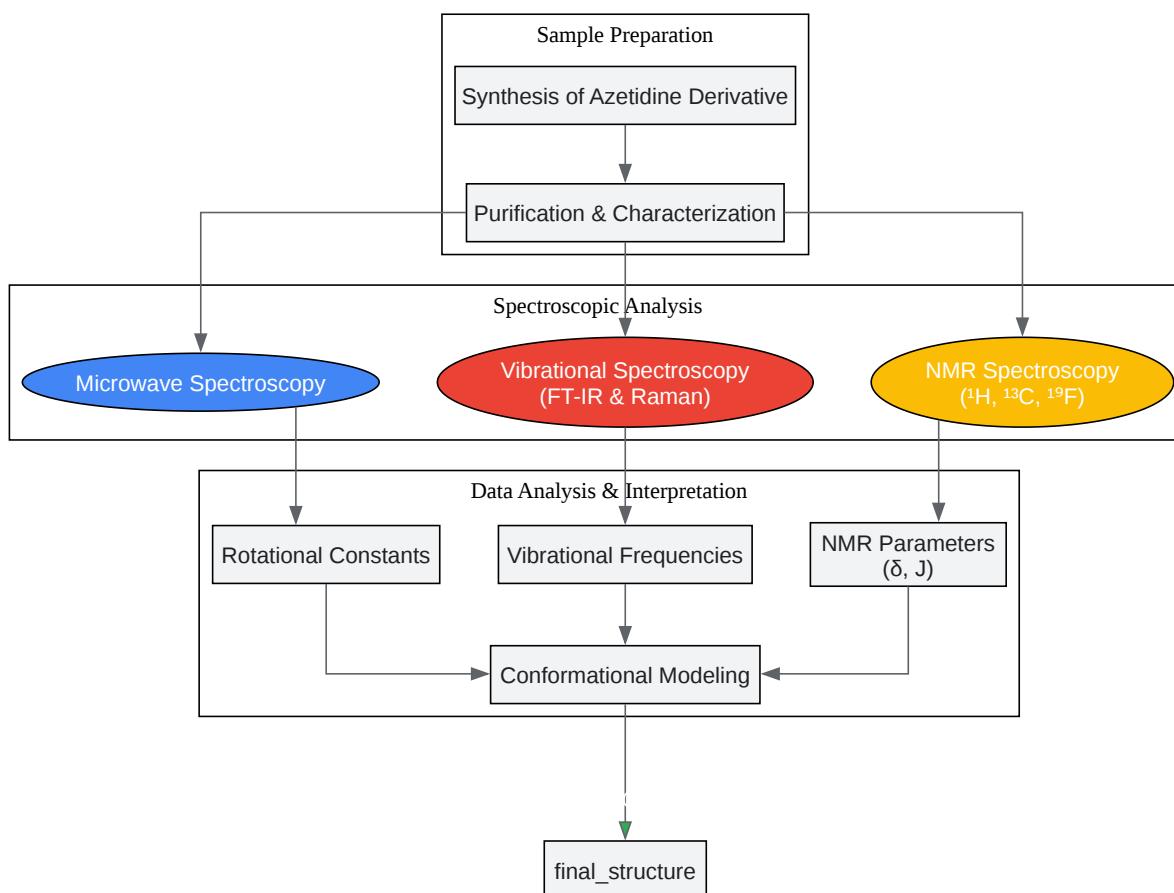 Sample Preparation
Synthesis of Azetidine Derivative
Purification & Characterization
Spectroscopic Analysis
Microwave Spectroscopy
Vibrational Spectroscopy
(FT-IR & Raman)
NMR Spectroscopy
(¹H, ¹³C, ¹⁹F)
Data Analysis & Interpretation
Rotational Constants
Vibrational Frequencies
NMR Parameters
(δ, J)
Conformational Modeling
final_structure